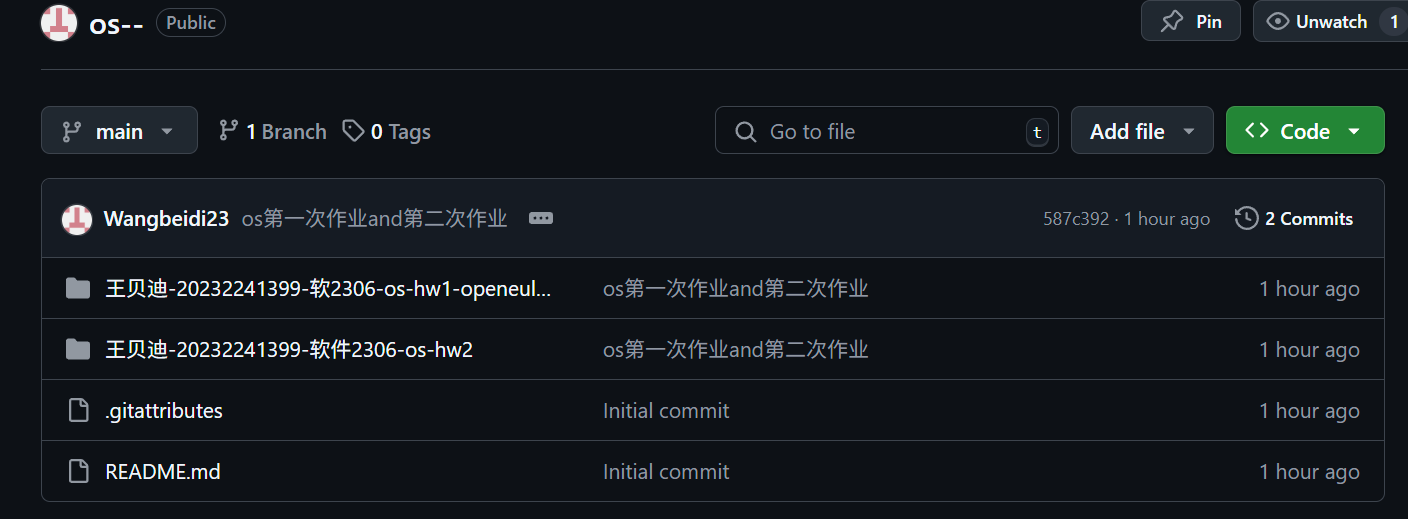 os-- Public Pin Unwatch 1
main 1 Branch 0 Tags Go to file t Add file Code
Wangbeidi23 os第一次作业and第二次作业 587c392 · 1 hour ago 2 Commits
王贝迪-20232241399-软2306-os-hw1-openeul... os第一次作业and第二次作业 1 hour ago
王贝迪-20232241399-软件2306-os-hw2 os第一次作业and第二次作业 1 hour ago
.gitattributes Initial commit 1 hour ago
README.md Initial commit 1 hour ago